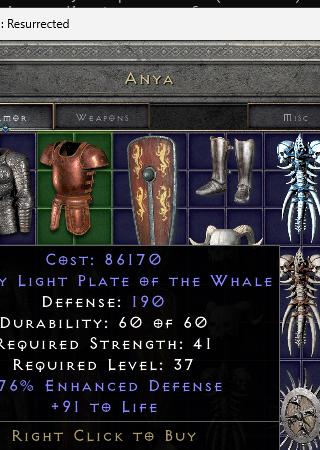 : Resurrected
Anya
Weapons
Misc
Cost: 86170
Light Plate of the Whale
Defense: 190
Durability: 60 of 60
Required Strength: 41
Required Level: 37
76% Enhanced Defense
+91 to Life
Right Click to Buy